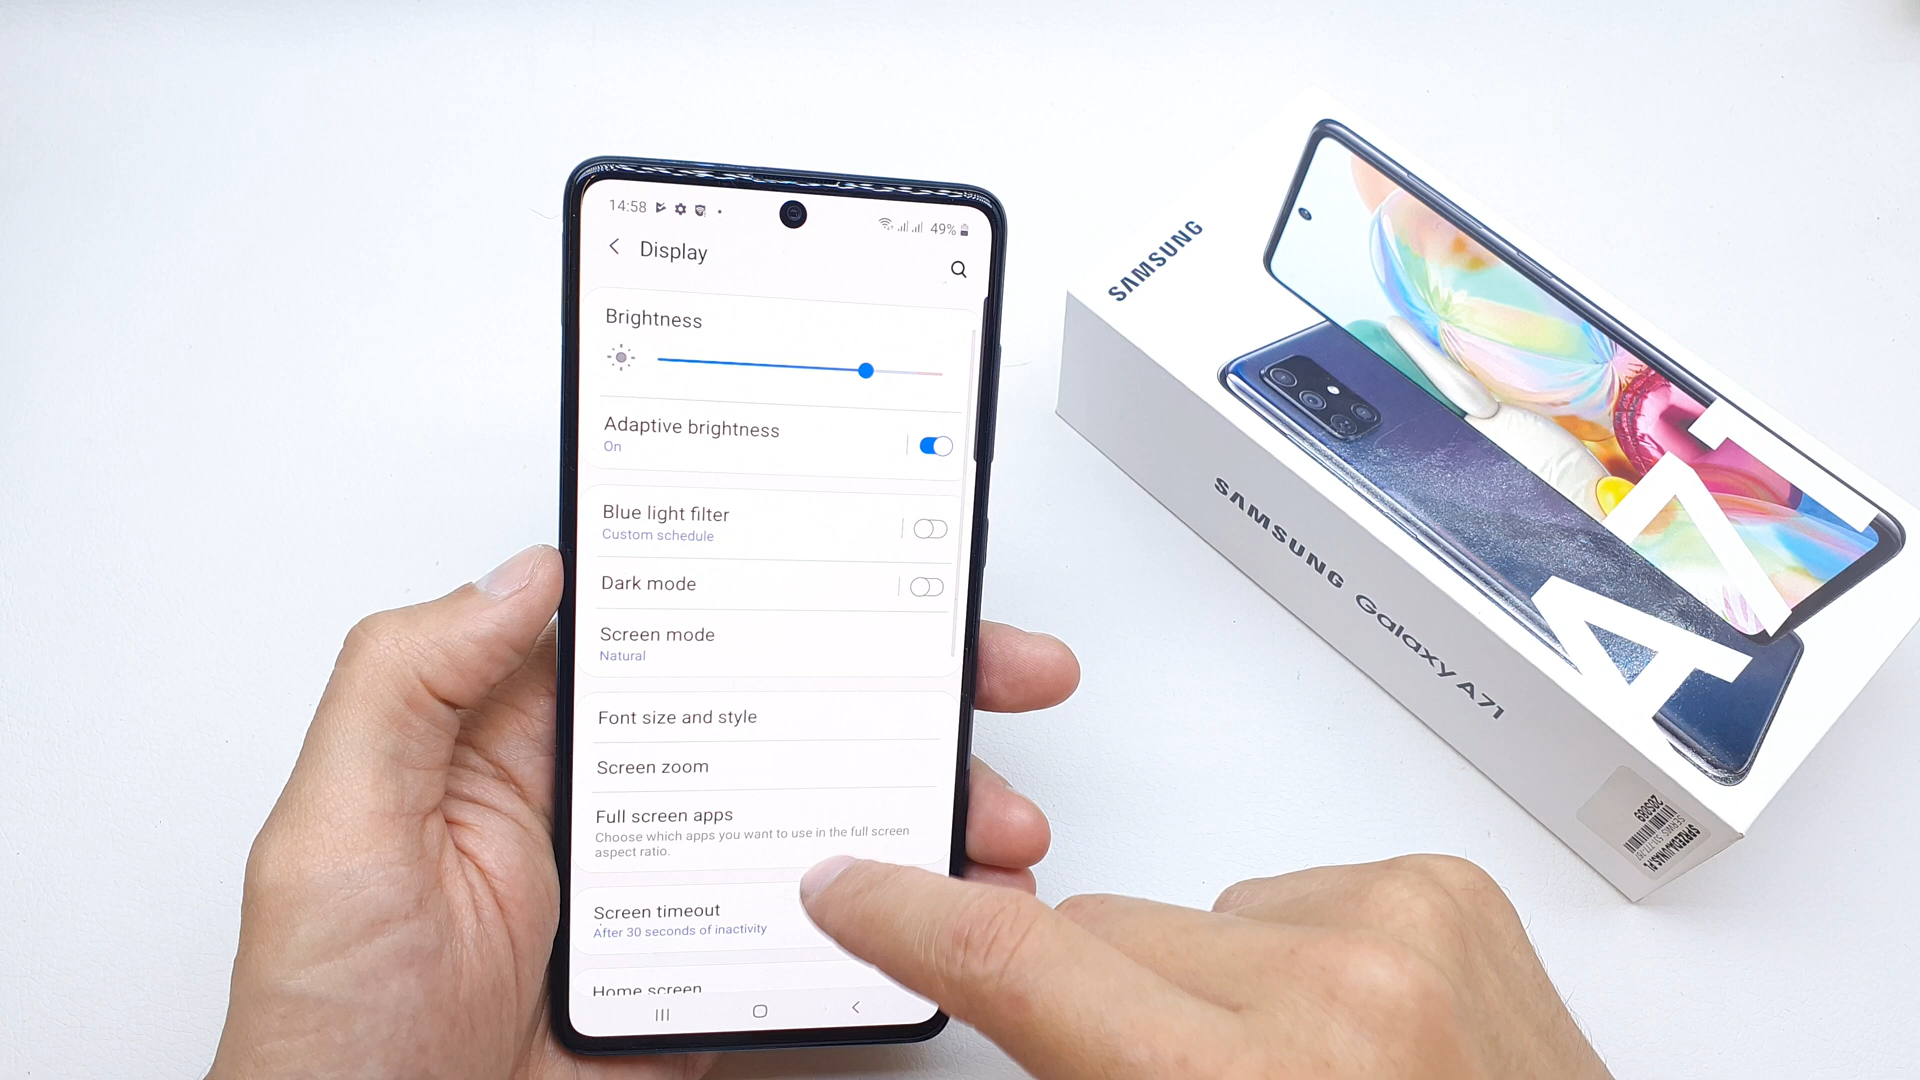 14:58
49%
Display
Brightness
Adaptive brightness
On
Blue light filter
Custom schedule
Dark mode
Screen mode
Natural
Font size and style
Screen zoom
Full screen apps
Choose which apps you want to use in the full screen
aspect ratio.
Screen timeout
After 30 seconds of inactivity
Home screen
SAMSUNG
A71
SAMSUNG Galaxy A71